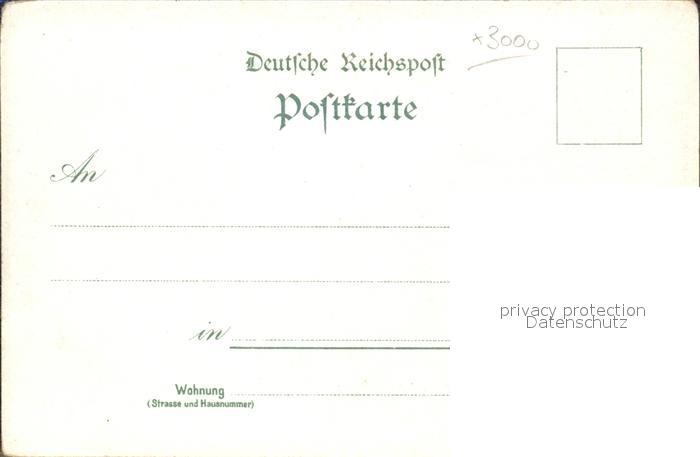 ×3000
Deutſche Reichspoſt
Poſtkarte
An
privacy protection
Datenschutz
in
Wohnung
(Strasse und Hausnummer)